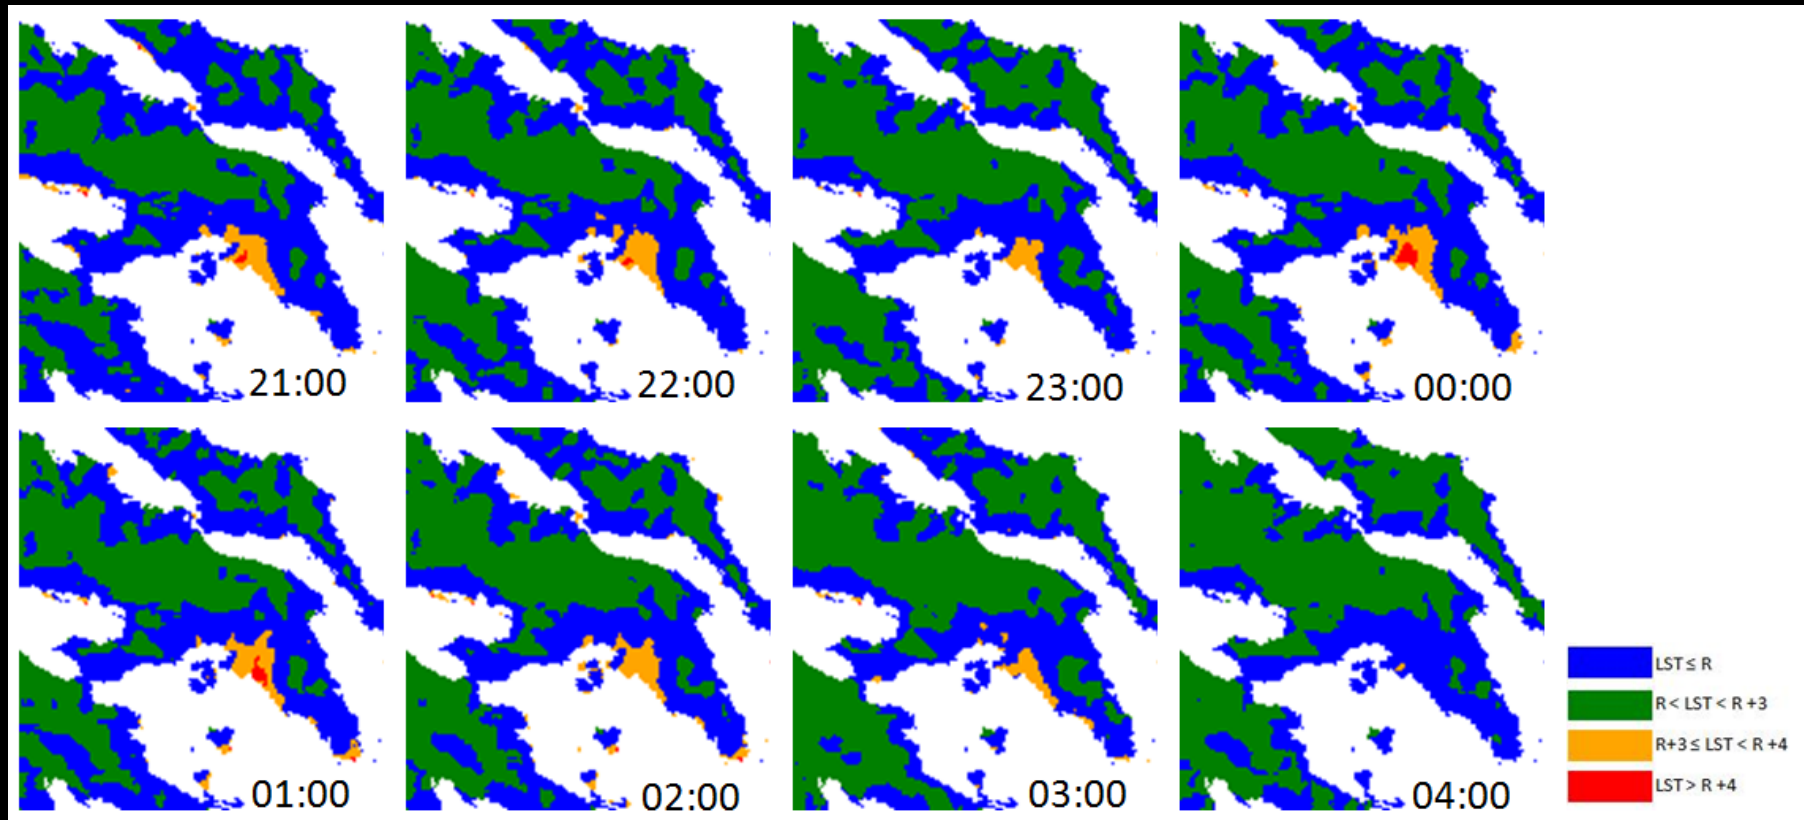 21:00
22:00
23:00
00:00
01:00
02:00
03:00
04:00
LST ≤ R
R < LST < R +3
R+3 ≤ LST < R +4
LST > R +4